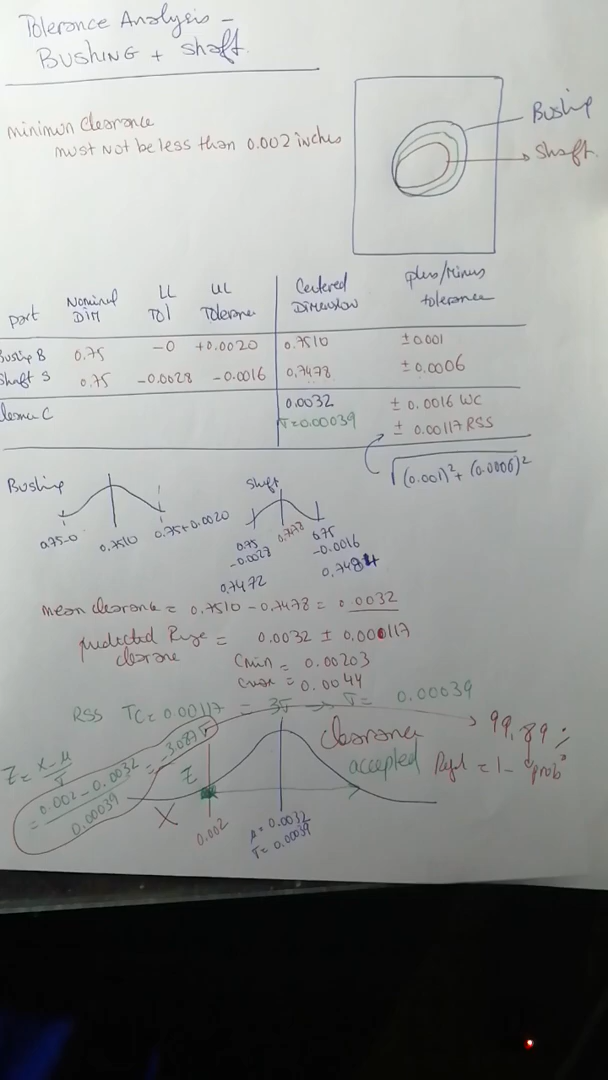 Tolerance Analysis -
BUSHING + Shaft.
minimum clearance
must not be less than 0.002 inches
Bushing
Shaft.
part
Nominal DIM
LL Tol
UL Tolerance
Centered DIMENSION
plus/minus tolerance
Bushing B 0.75 -0 +0.0020 0.7510 ±0.001
Shaft S 0.75 -0.0028 -0.0016 0.7478 ±0.0006
C 0.0032 ± 0.0016 WC
σ=0.00039 ± 0.00117 RSS
√(0.001)²+(0.0006)²
Bushing
Shaft
0.75-0
0.7510
0.75+0.0020
0.75
-0.0028
0.7472
0.7478
0.75
-0.0016
0.7484
mean clearance = 0.7510 - 0.7478 = 0.0032
predicted Range clearance = 0.0032 ± 0.000117
Cmin = 0.00203
Cmax = 0.0044
RSS TC = 0.00117 = 3σ → σ = 0.00039
Z = x-μ/σ
= 0.002 - 0.0032/0.00039 = -3.087
Z
clearance
accepted
→ 99.89 %
= 1 - prob
X
0.002
μ = 0.0032
σ = 0.00039